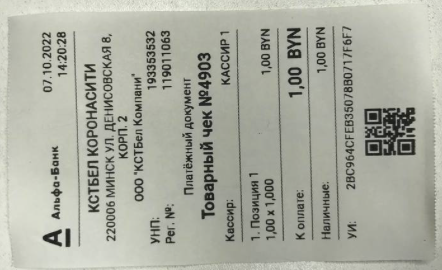 А Альфа-Банк
07.10.2022
14:20:28
КСТБЕЛ КОРОНАСИТИ
220006 МИНСК УЛ. ДЕНИСОВСКАЯ 8,
КОРП. 2
ООО "КСТБел Компани"
УНП: 193353532
Рег. №: 119011063
Платёжный документ
Товарный чек №4903
Кассир: КАССИР 1
1. Позиция 1
1,00 x 1,000 1,00 BYN
К оплате: 1,00 BYN
Наличные: 1,00 BYN
УИ: 2BC964CFEB35078B0717F6F7